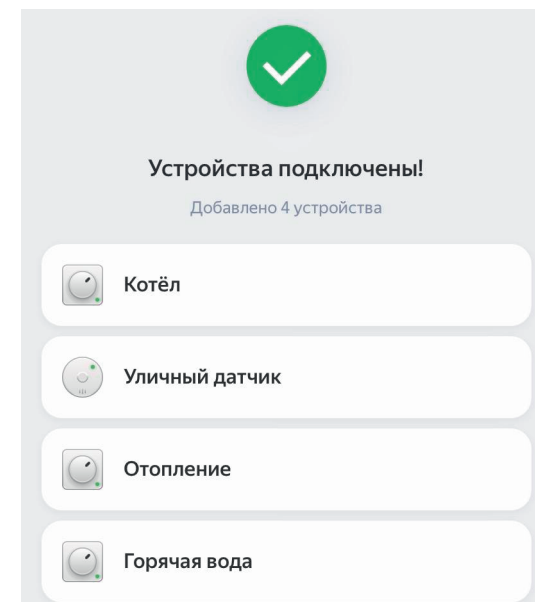 Устройства подключены!
Добавлено 4 устройства
Котёл
Уличный датчик
Отопление
Горячая вода